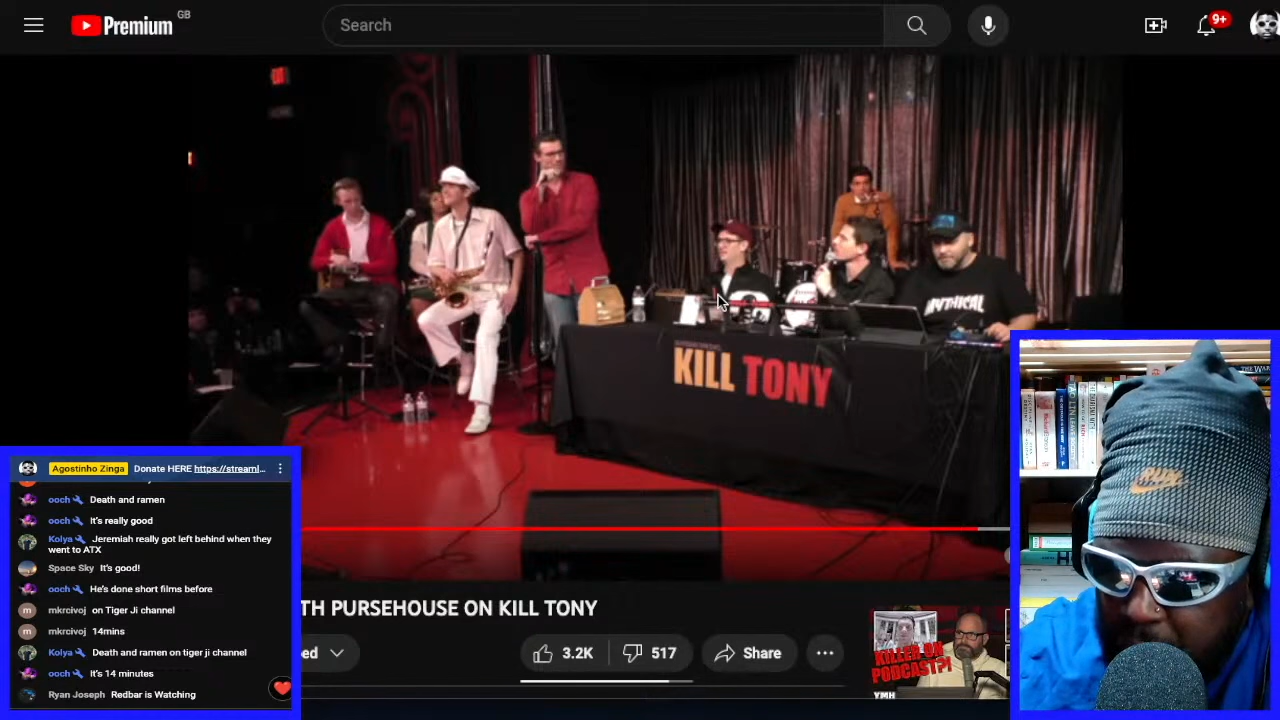 Premium GB
Search
9+
MYTHICAL
KILL TONY
Agostinho Zinga Donate HERE https://streaml...
ooch Death and ramen
ooch It's really good
Kolya Jeremiah really got left behind when they
went to ATX
Space Sky It's good!
ooch He's done short films before
mkrcivoj on Tiger Ji channel
mkrcivoj 14mins
Kolya Death and ramen on tiger ji channel
ooch It's 14 minutes
Ryan Joseph Redbar is Watching
TH PURSEHOUSE ON KILL TONY
ed
3.2K
517
Share
KILLER ON
PODCAST?!
YMH